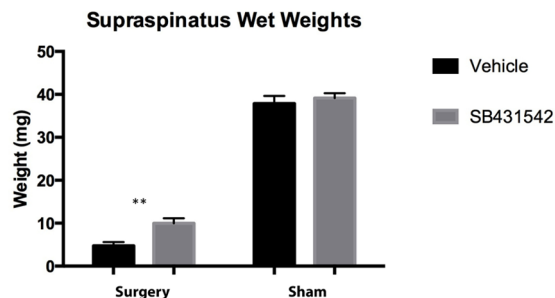 Supraspinatus Wet Weights
Weight (mg)
50
40
30
20
10
0
**
Surgery
Sham
Vehicle
SB431542